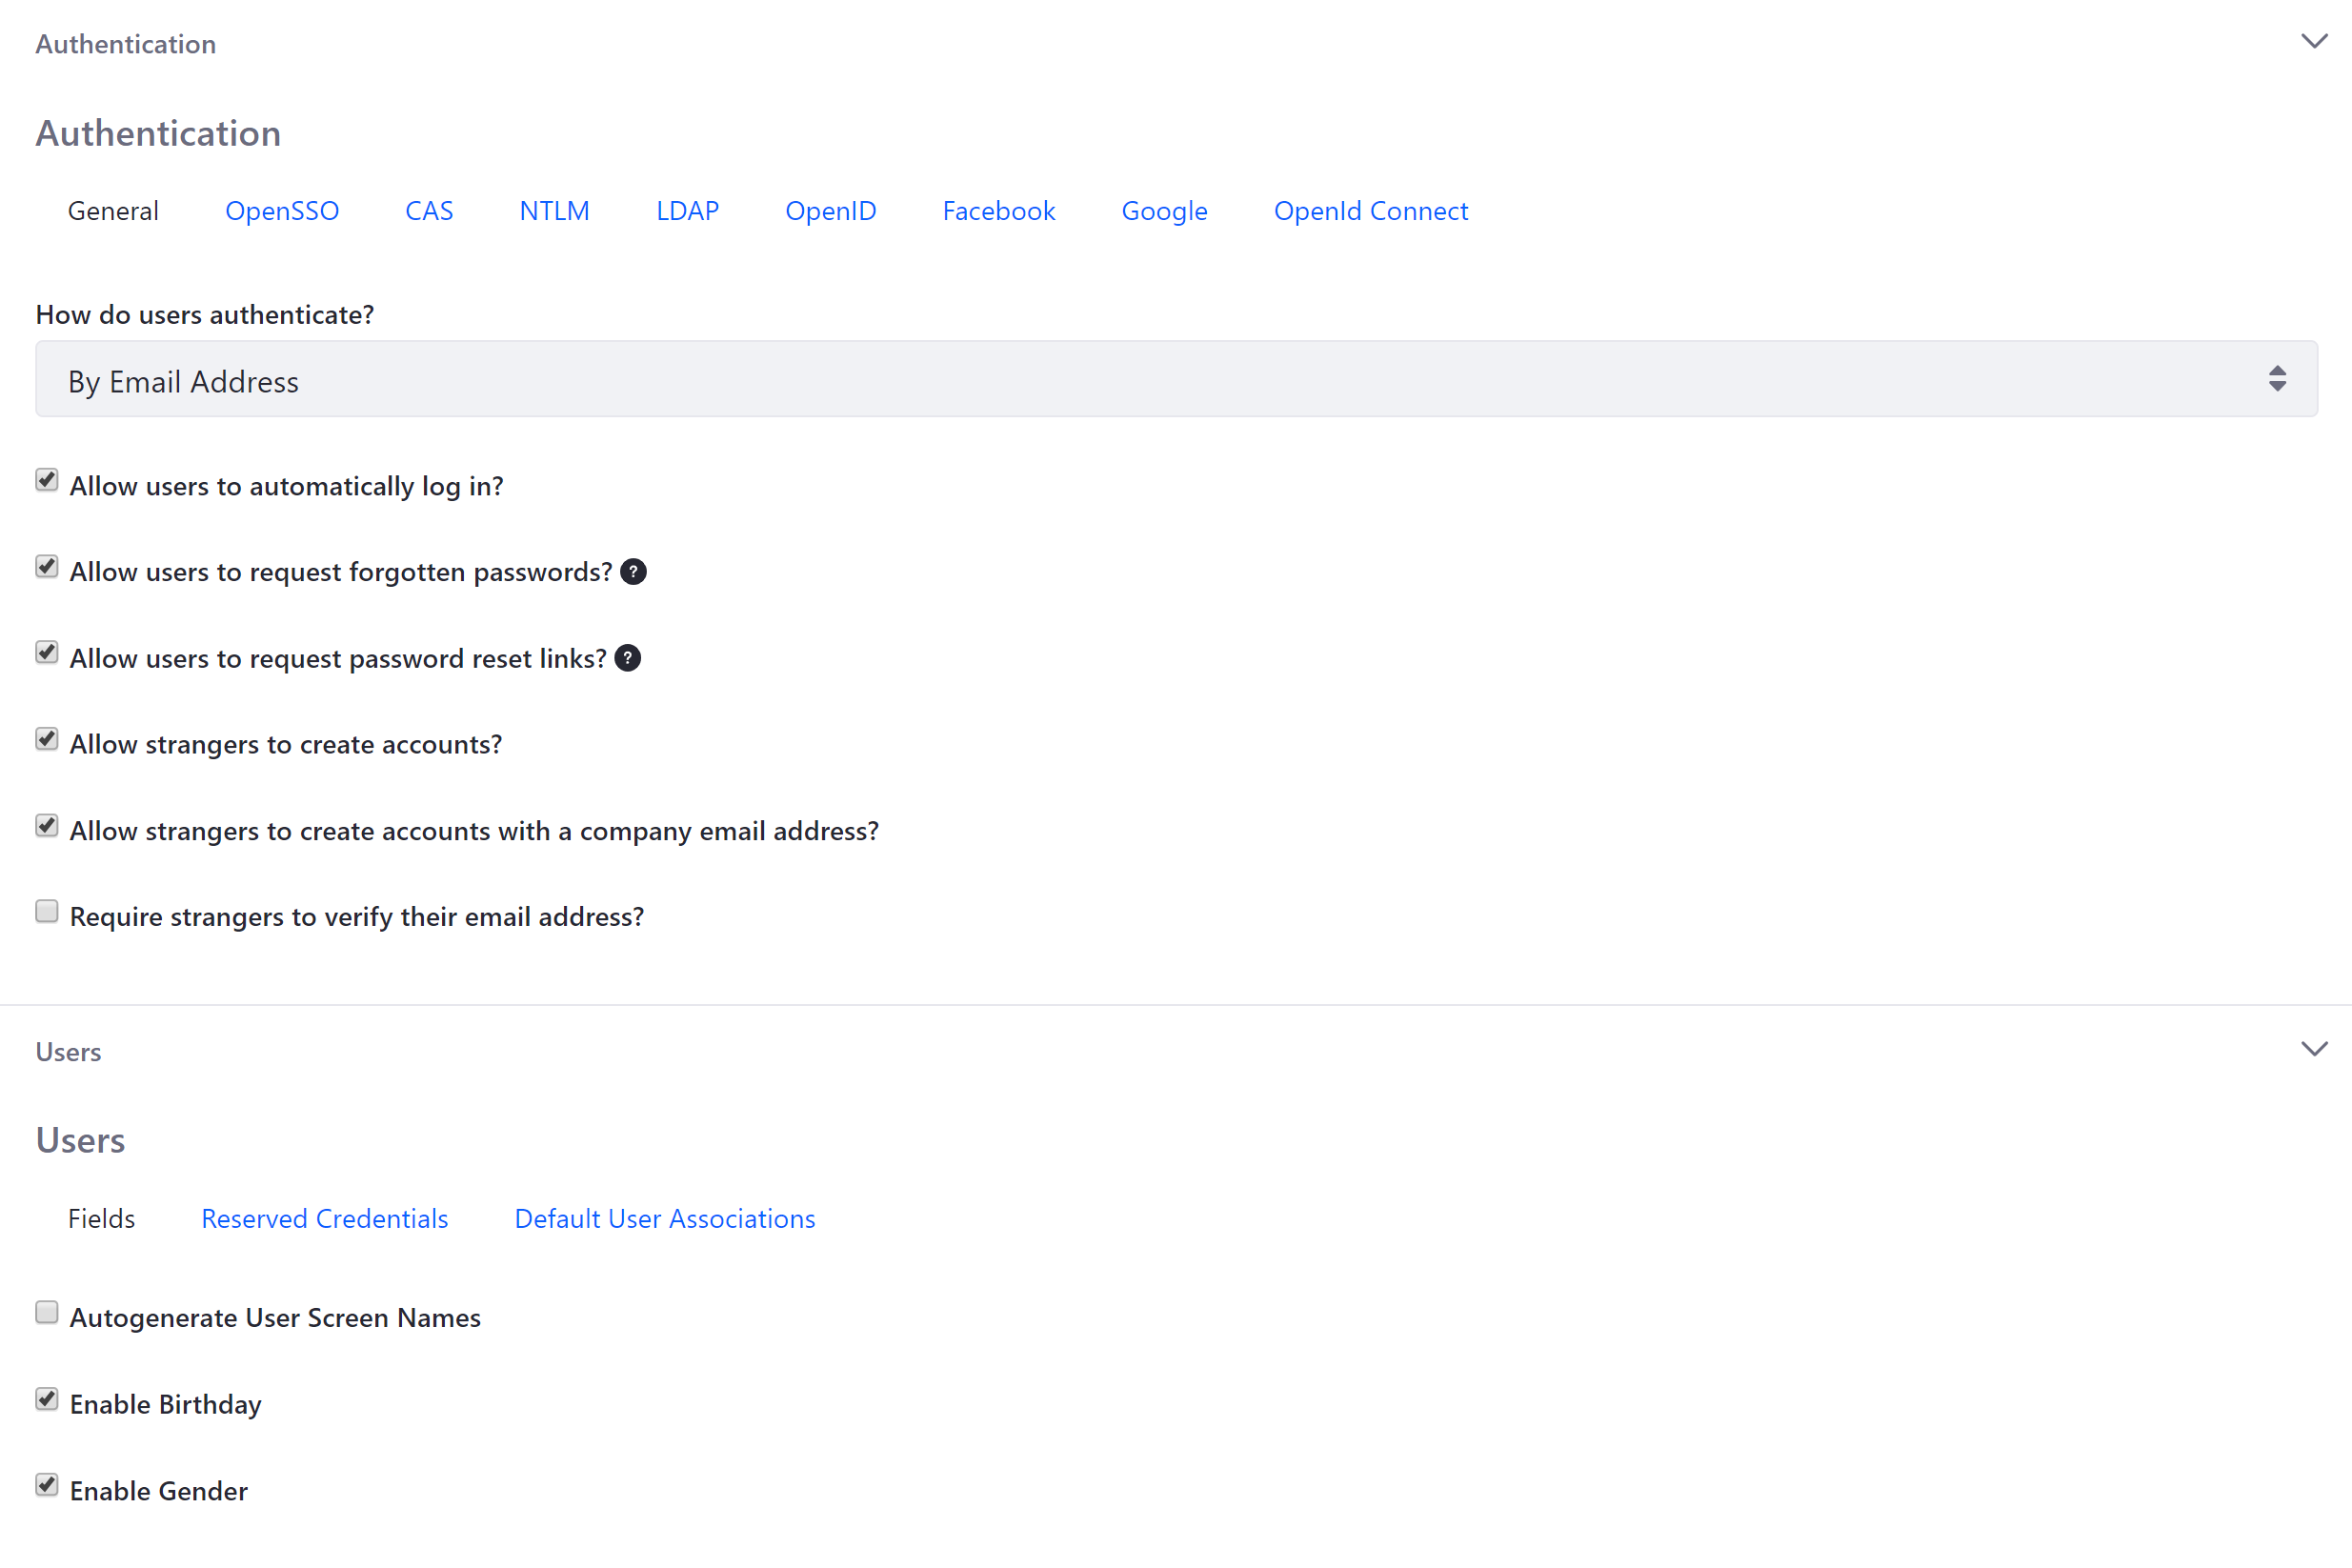 Authentication
Authentication
General OpenSSO CAS NTLM LDAP OpenID Facebook Google OpenId Connect
How do users authenticate?
By Email Address
Allow users to automatically log in?
Allow users to request forgotten passwords? ?
Allow users to request password reset links? ?
Allow strangers to create accounts?
Allow strangers to create accounts with a company email address?
Require strangers to verify their email address?
Users
Users
Fields Reserved Credentials Default User Associations
Autogenerate User Screen Names
Enable Birthday
Enable Gender